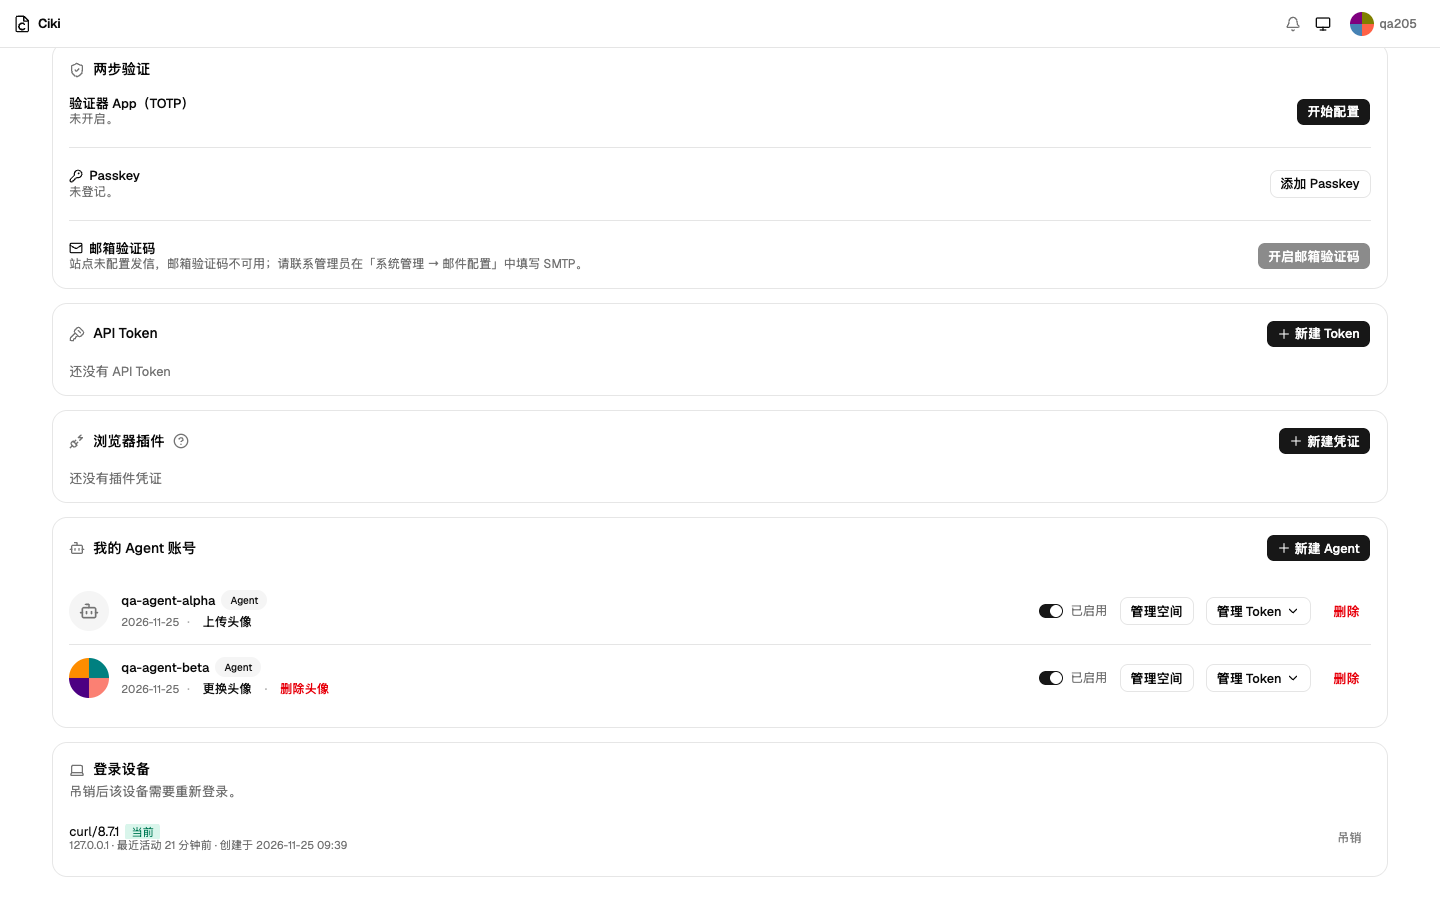 Ciki
qa205
两步验证
验证器 App（TOTP）
未开启。
开始配置
Passkey
未登记。
添加 Passkey
邮箱验证码
站点未配置发信，邮箱验证码不可用；请联系管理员在「系统管理 → 邮件配置」中填写 SMTP。
开启邮箱验证码
API Token
新建 Token
还没有 API Token
浏览器插件
新建凭证
还没有插件凭证
我的 Agent 账号
新建 Agent
qa-agent-alpha Agent
2026-11-25 · 上传头像
已启用 管理空间 管理 Token 删除
qa-agent-beta Agent
2026-11-25 · 更换头像 · 删除头像
已启用 管理空间 管理 Token 删除
登录设备
吊销后该设备需要重新登录。
curl/8.7.1 当前
127.0.0.1 · 最近活动 21 分钟前 · 创建于 2026-11-25 09:39
吊销